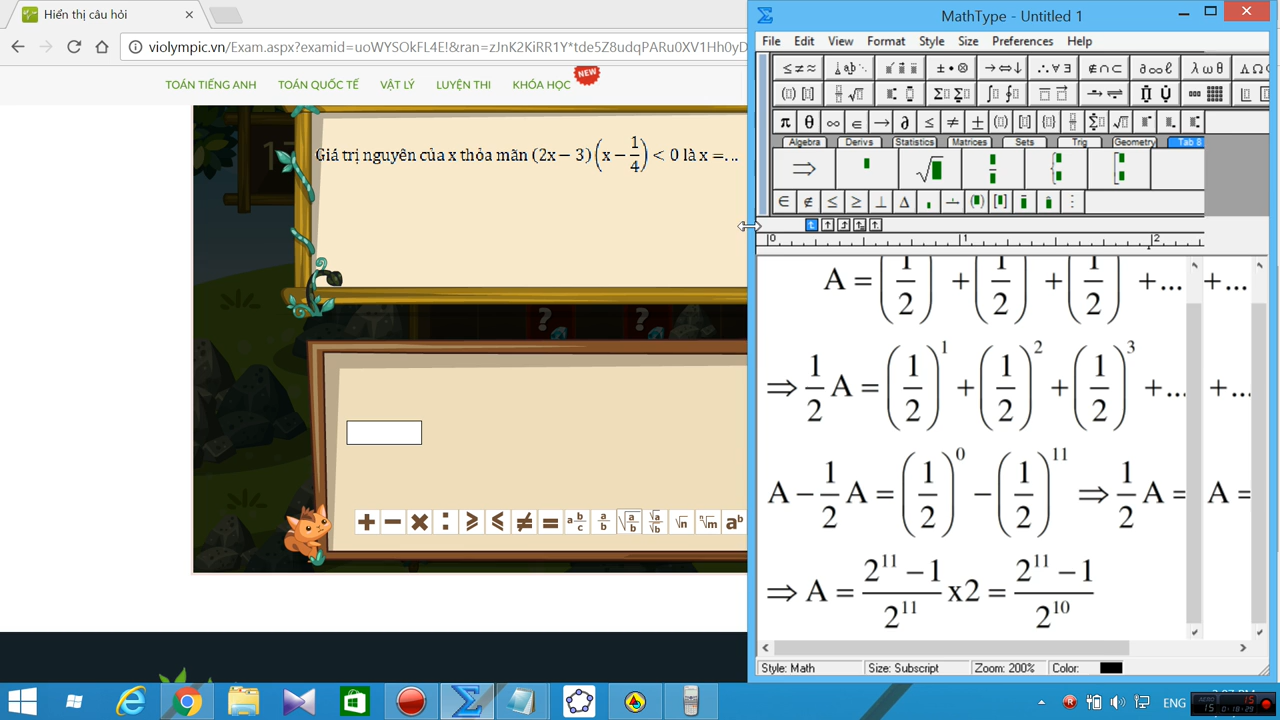 Hiển thị câu hỏi
violympic.vn/Exam.aspx?examid=uoWYSOkFL4E!&ran=zJnK2KiRR1Y*tde5Z8udqPARu0XV1Hh0yD
TOÁN TIẾNG ANH TOÁN QUỐC TẾ VẬT LÝ LUYỆN THI KHÓA HỌC NEW
17
Giá trị nguyên của x thỏa mãn (2x − 3)(x − 1/4) < 0 là x =...
? ?
+ − × : > < ≠ = a b/c a/b √a/b √a/√b √n ⁿ√m aᵇ
MathType - Untitled 1
File Edit View Format Style Size Preferences Help
Algebra Derivs Statistics Matrices Sets Trig Geometry Tab 8
0 1 2
A = (1/2) + (1/2) + (1/2) + ... + ...
⇒ 1/2 A = (1/2)^1 + (1/2)^2 + (1/2)^3 + ... + ...
A − 1/2 A = (1/2)^0 − (1/2)^11 ⇒ 1/2 A = A =
⇒ A = (2^11 − 1)/2^11 x2 = (2^11 − 1)/2^10
Style: Math Size: Subscript Zoom: 200% Color:
ENG